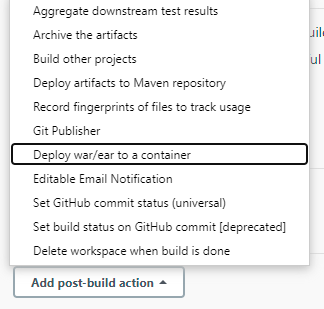 Aggregate downstream test results
Archive the artifacts
Build other projects
Deploy artifacts to Maven repository
Record fingerprints of files to track usage
Git Publisher
Deploy war/ear to a container
Editable Email Notification
Set GitHub commit status (universal)
Set build status on GitHub commit [deprecated]
Delete workspace when build is done
Add post-build action